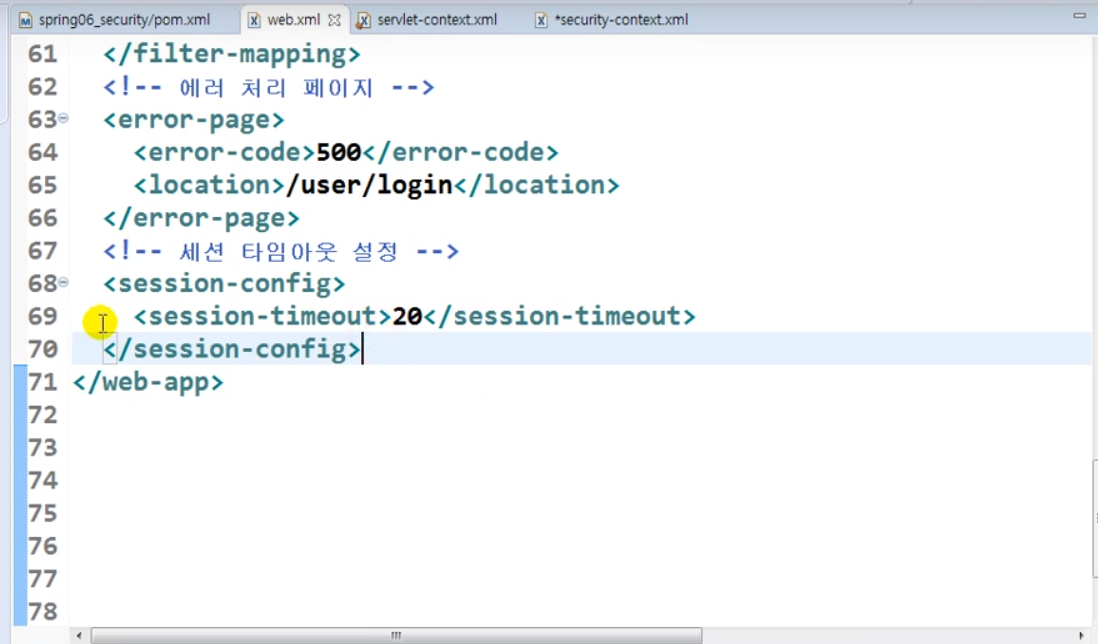 spring06_security/pom.xml web.xml servlet-context.xml *security-context.xml
61 </filter-mapping>
62 <!-- 에러 처리 페이지 -->
63 <error-page>
64 <error-code>500</error-code>
65 <location>/user/login</location>
66 </error-page>
67 <!-- 세션 타임아웃 설정 -->
68 <session-config>
69 <session-timeout>20</session-timeout>
70 </session-config>
71 </web-app>
72
73
74
75
76
77
78